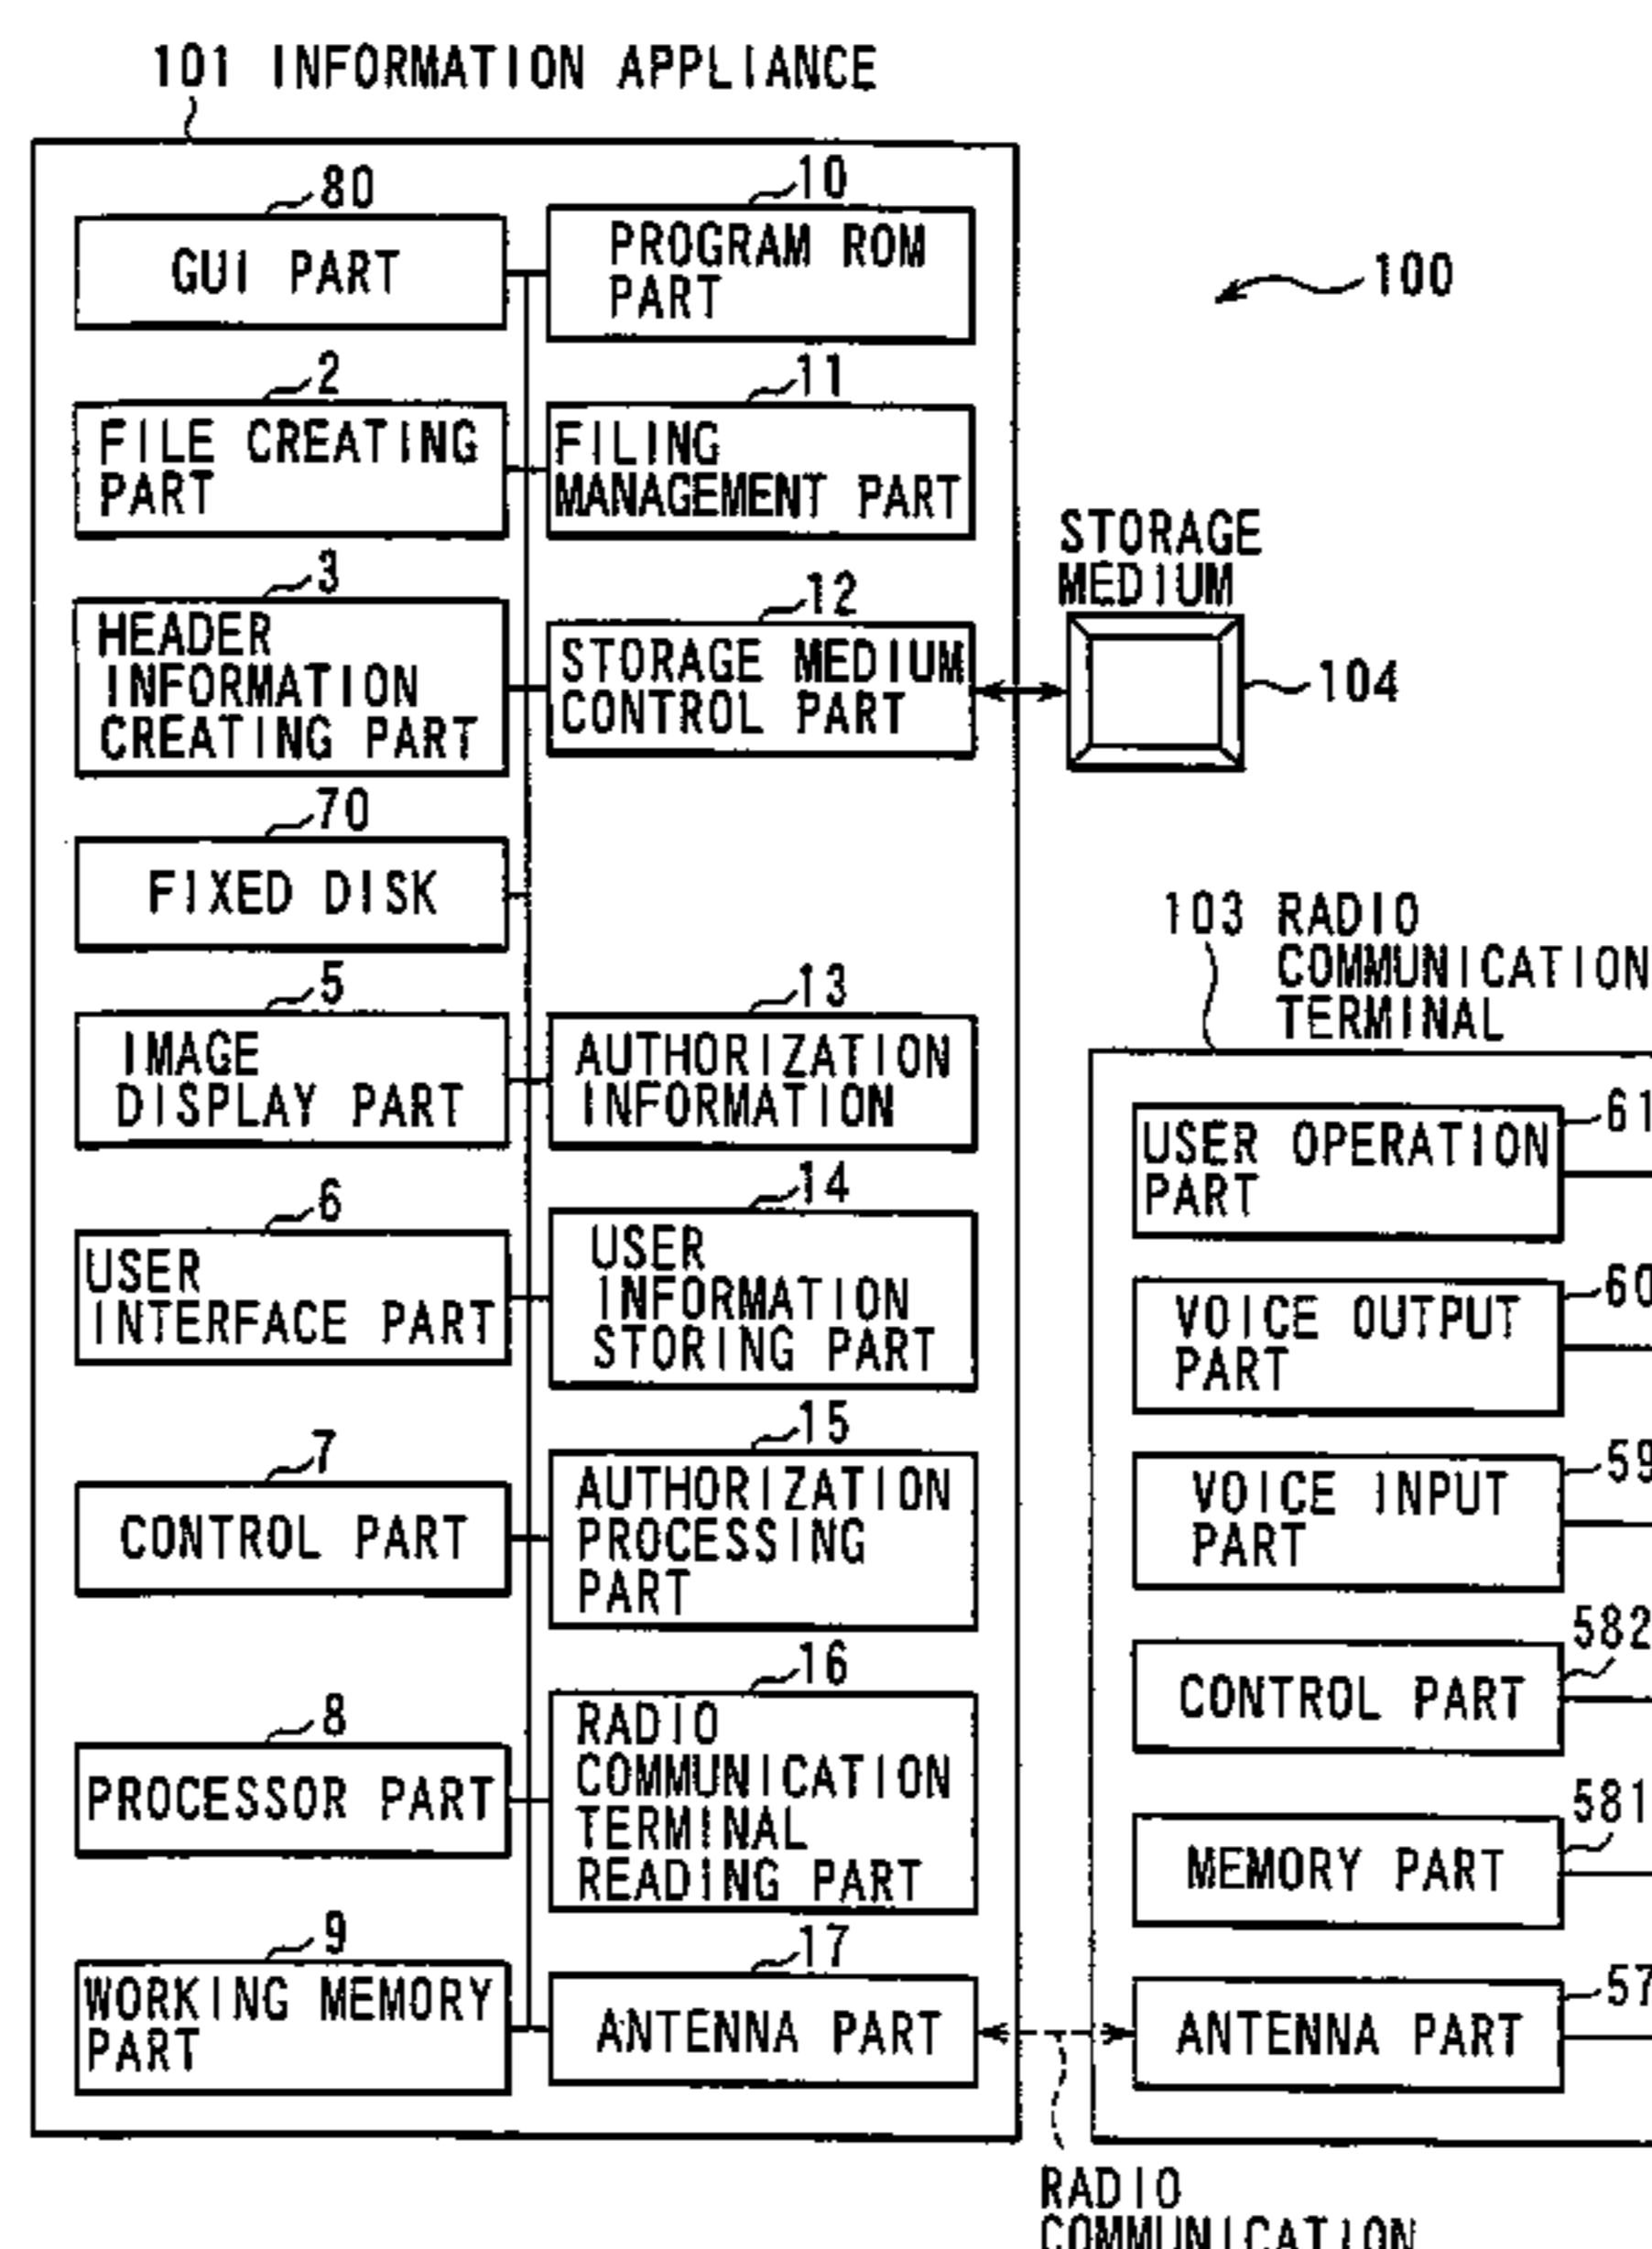 101 INFORMATION APPLIANCE
80
GUI PART
10
PROGRAM ROM
PART
100
2
FILE CREATING
PART
11
FILING
MANAGEMENT PART
STORAGE
MEDIUM
104
3
HEADER
INFORMATION
CREATING PART
12
STORAGE MEDIUM
CONTROL PART
70
FIXED DISK
103 RADIO
COMMUNICATION
TERMINAL
5
IMAGE
DISPLAY PART
13
AUTHORIZATION
INFORMATION
61
USER OPERATION
PART
6
USER
INTERFACE PART
14
USER
INFORMATION
STORING PART
60
VOICE OUTPUT
PART
7
CONTROL PART
15
AUTHORIZATION
PROCESSING
PART
59
VOICE INPUT
PART
582
CONTROL PART
8
PROCESSOR PART
16
RADIO
COMMUNICATION
TERMINAL
READING PART
581
MEMORY PART
9
WORKING MEMORY
PART
17
ANTENNA PART
57
ANTENNA PART
RADIO
COMMUNICATION